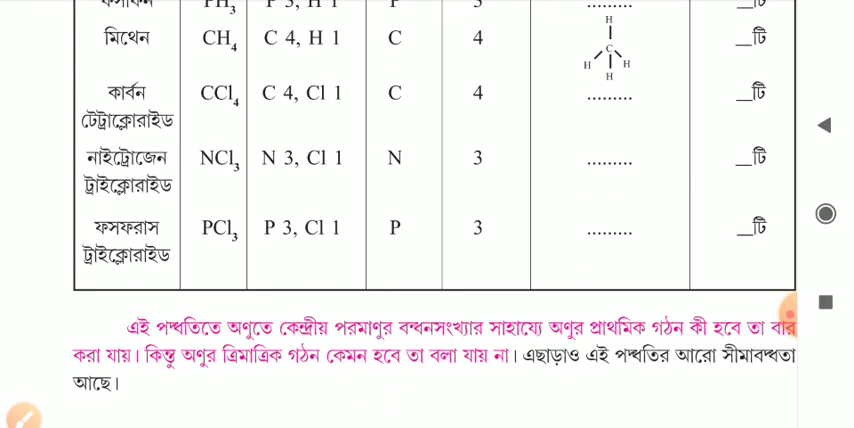 PH₃ P 3, H 1 P 3 ......... __টি
মিথেন CH₄ C 4, H 1 C 4 __টি
H
C
H H
H
কার্বন CCl₄ C 4, Cl 1 C 4 ......... __টি
টেট্রাক্লোরাইড
নাইট্রোজেন NCl₃ N 3, Cl 1 N 3 ......... __টি
ট্রাইক্লোরাইড
ফসফরাস PCl₃ P 3, Cl 1 P 3 ......... __টি
ট্রাইক্লোরাইড
এই পদ্ধতিতে অণুতে কেন্দ্রীয় পরমাণুর বন্ধনসংখ্যার সাহায্যে অণুর প্রাথমিক গঠন কী হবে তা বার
করা যায়। কিন্তু অণুর ত্রিমাত্রিক গঠন কেমন হবে তা বলা যায় না। এছাড়াও এই পদ্ধতির আরো সীমাবদ্ধতা
আছে।